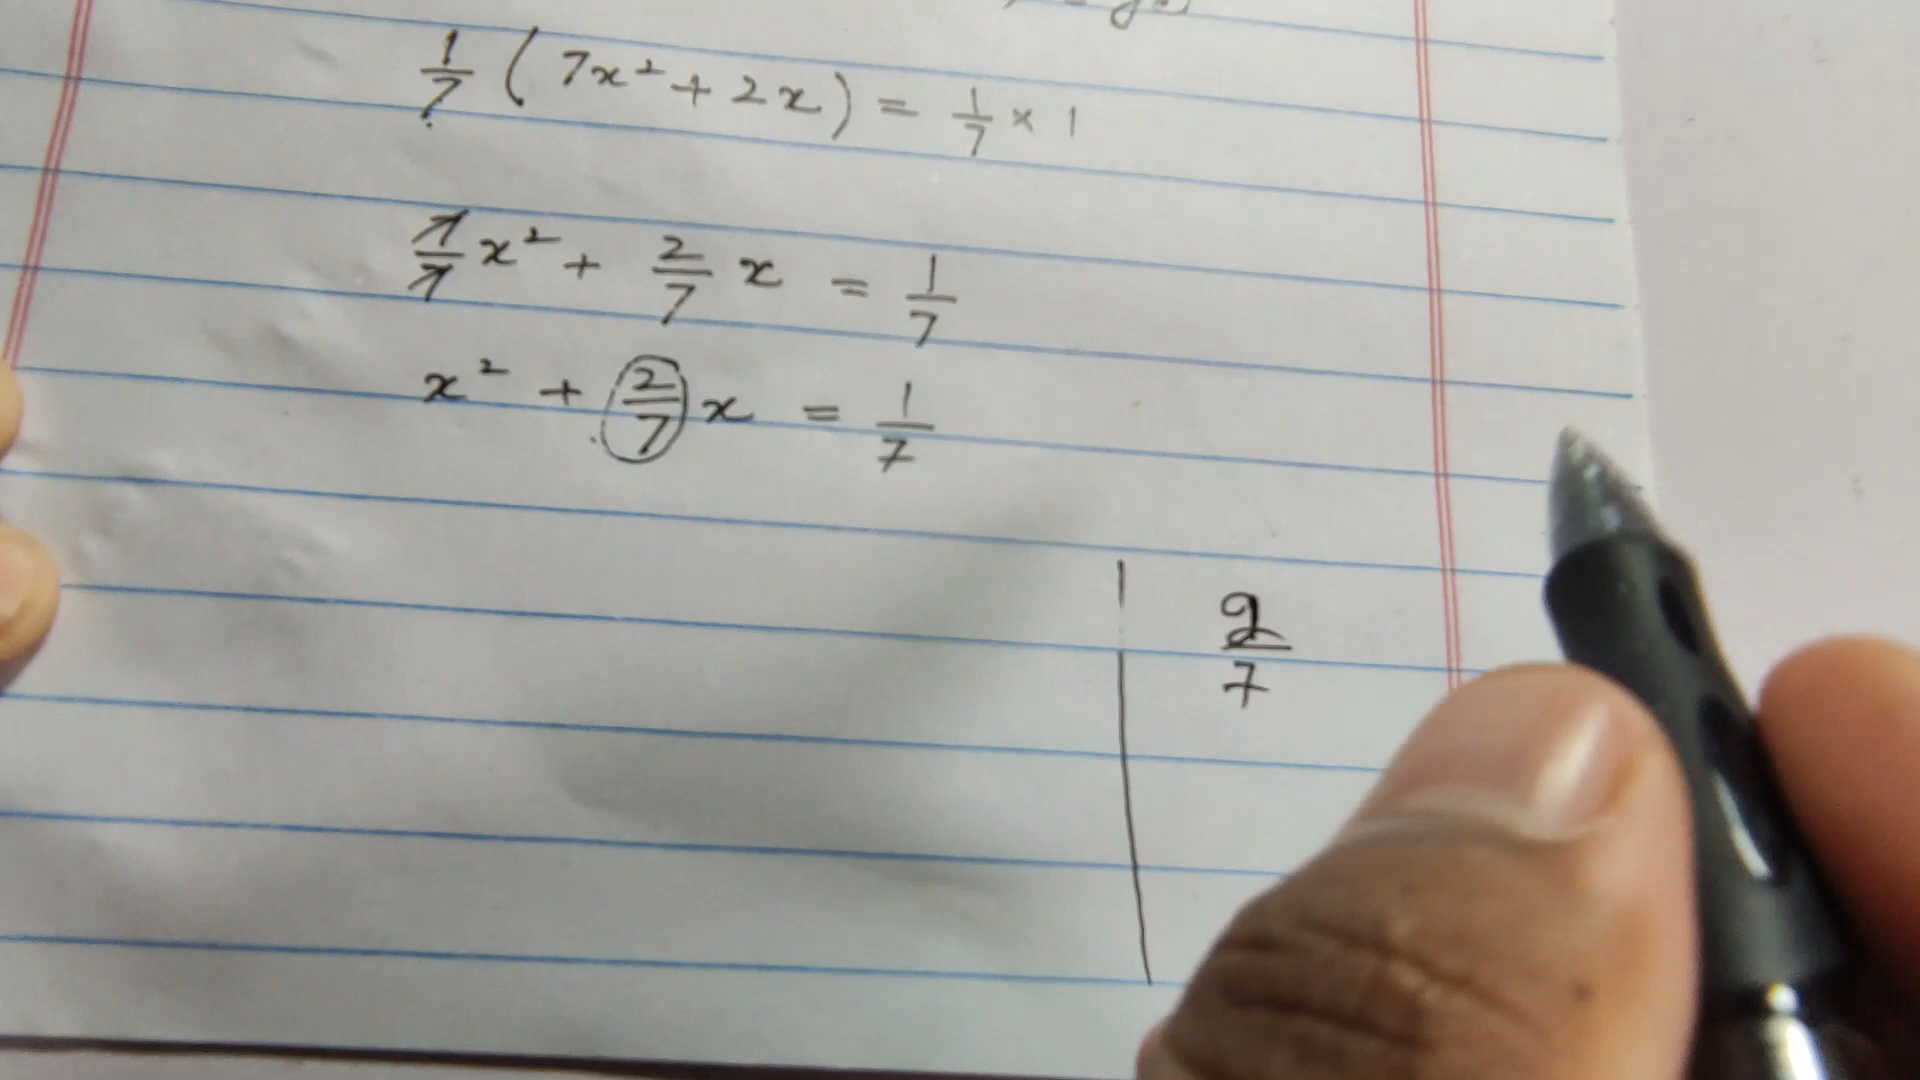 1/7 ( 7x² + 2x ) = 1/7 × 1
7/7 x² + 2/7 x = 1/7
x² + 2/7 x = 1/7
2/7